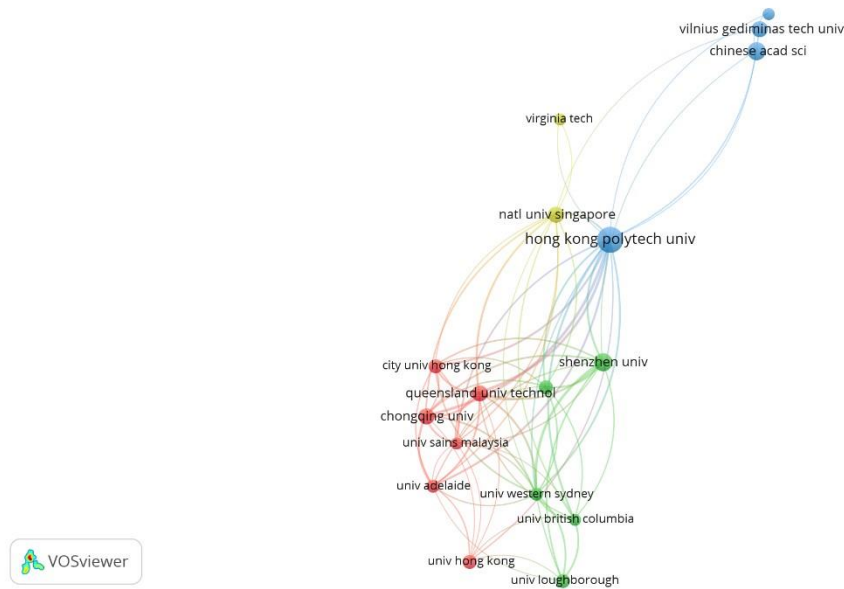 vilnius gediminas tech univ
chinese acad sci
virginia tech
natl univ singapore
hong kong polytech univ
shenzhen univ
city univ hong kong
queensland univ technol
chongqing univ
univ sains malaysia
univ adelaide
univ western sydney
univ british columbia
univ hong kong
univ loughborough
VOSviewer